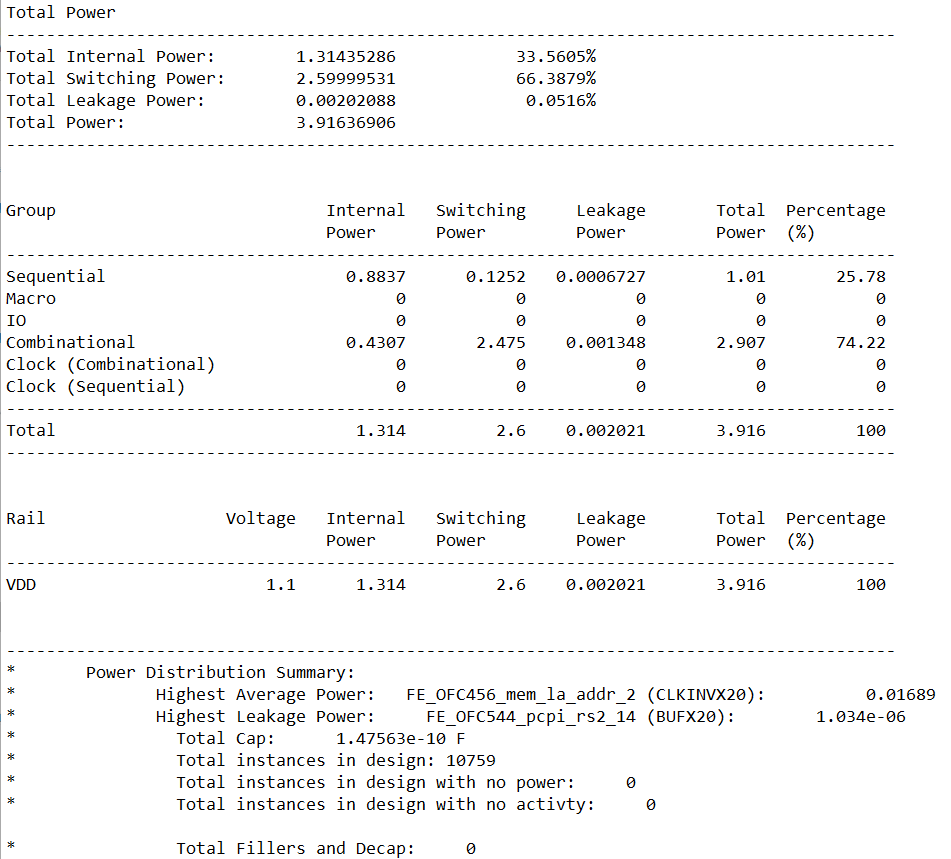 Total Power
-----------------------------------------------------------------------------------------
Total Internal Power:        1.31435286            33.5605%
Total Switching Power:       2.59999531            66.3879%
Total Leakage Power:         0.00202088             0.0516%
Total Power:                 3.91636906
-----------------------------------------------------------------------------------------
Group                           Internal   Switching     Leakage       Total  Percentage
                                Power      Power         Power         Power  (%)
-----------------------------------------------------------------------------------------
Sequential                        0.8837      0.1252   0.0006727        1.01       25.78
Macro                                  0           0           0           0           0
IO                                     0           0           0           0           0
Combinational                     0.4307       2.475    0.001348       2.907       74.22
Clock (Combinational)                  0           0           0           0           0
Clock (Sequential)                     0           0           0           0           0
-----------------------------------------------------------------------------------------
Total                              1.314         2.6    0.002021       3.916         100
-----------------------------------------------------------------------------------------
Rail                  Voltage   Internal   Switching     Leakage       Total  Percentage
                                Power      Power         Power         Power  (%)
-----------------------------------------------------------------------------------------
VDD                       1.1      1.314         2.6    0.002021       3.916         100
-----------------------------------------------------------------------------------------
*       Power Distribution Summary:
*              Highest Average Power:   FE_OFC456_mem_la_addr_2 (CLKINVX20):          0.01689
*              Highest Leakage Power:     FE_OFC544_pcpi_rs2_14 (BUFX20):        1.034e-06
*                Total Cap:      1.47563e-10 F
*                Total instances in design: 10759
*                Total instances in design with no power:     0
*                Total instances in design with no activty:     0
*                Total Fillers and Decap:     0